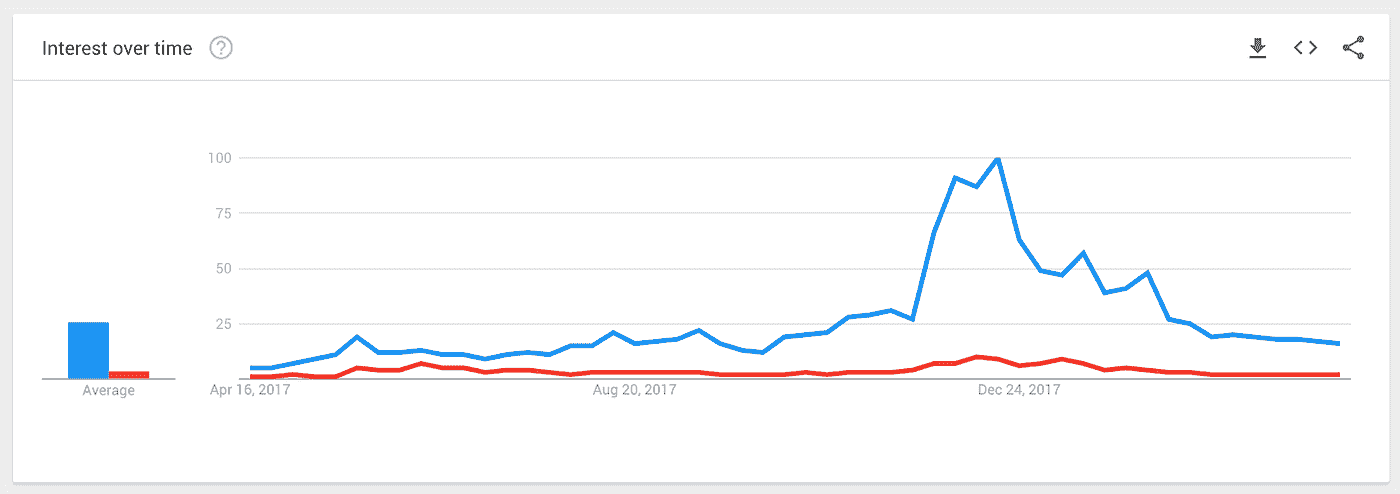 Interest over time ?
100
75
50
25
Average
Apr 16, 2017
Aug 20, 2017
Dec 24, 2017